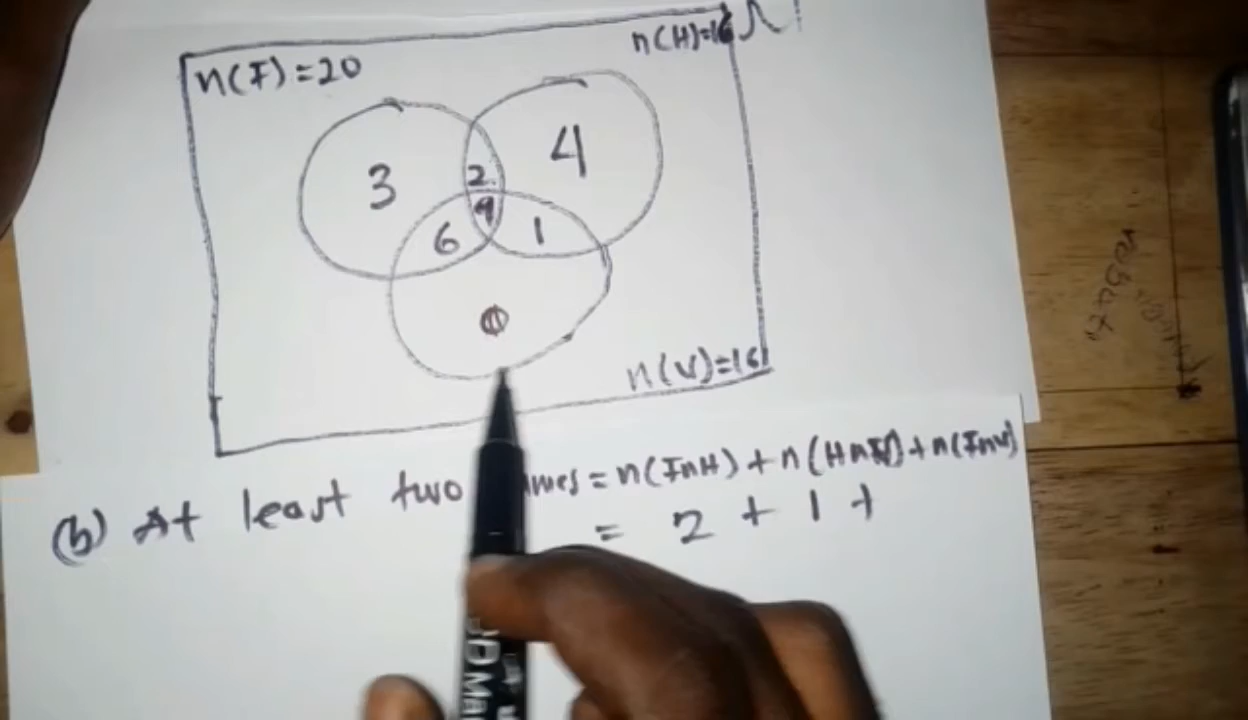 n(F)=20
n(H)=16
3
2
4
9
6
1
n(V)=16
(b) At least two = n(F∩H) + n(H∩V) + n(F∩V)
= 2 + 1 +